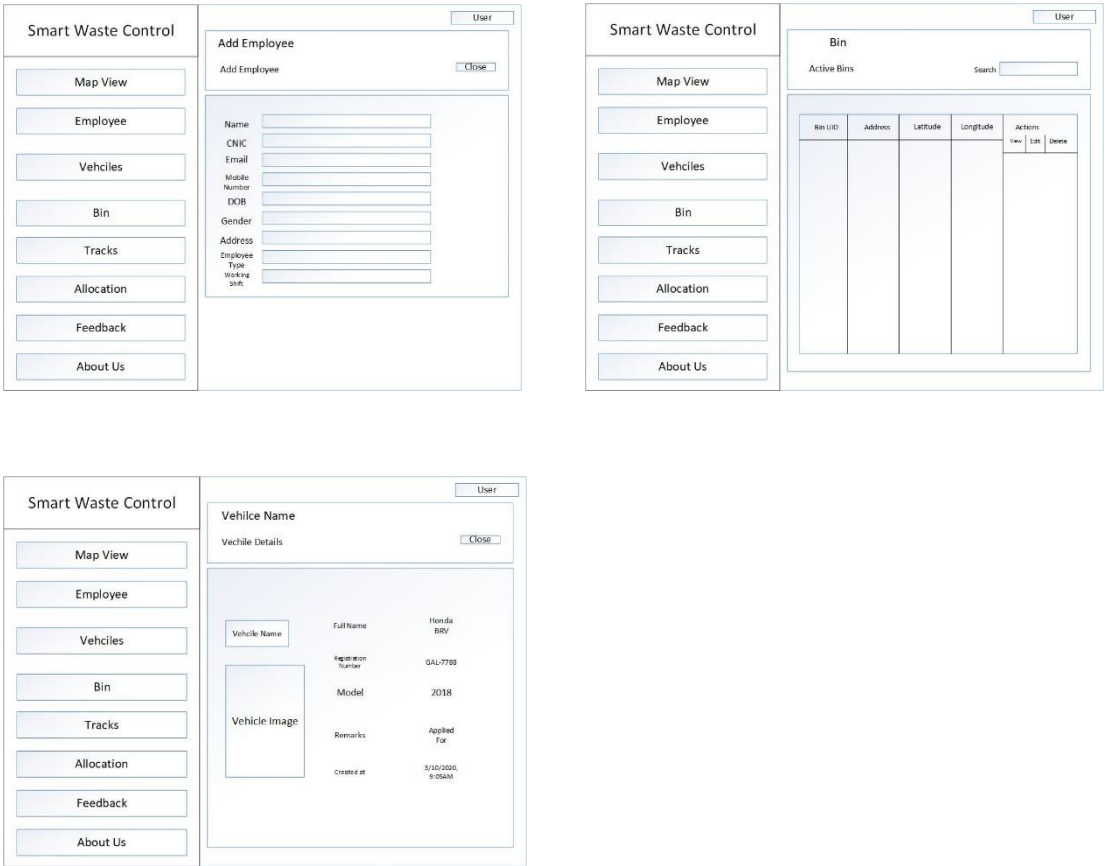 Smart Waste Control
User
Add Employee
Add Employee
Close
Map View
Employee
Vehciles
Bin
Tracks
Allocation
Feedback
About Us
Name
CNIC
Email
Mobile
Number
DOB
Gender
Address
Employee
Type
Working
Shift
Smart Waste Control
User
Bin
Active Bins
Search
Map View
Employee
Vehciles
Bin
Tracks
Allocation
Feedback
About Us
Bin UID Address Latitude Longitude Actions
View Edit Delete
Smart Waste Control
User
Vehilce Name
Vechile Details
Close
Map View
Employee
Vehciles
Bin
Tracks
Allocation
Feedback
About Us
Vehcile Name
Vehicle Image
Full Name
Honda
BRV
Registration
Number
GAL-7788
Model 2018
Remarks
Applied
For
Created at
3/10/2020,
9:05AM